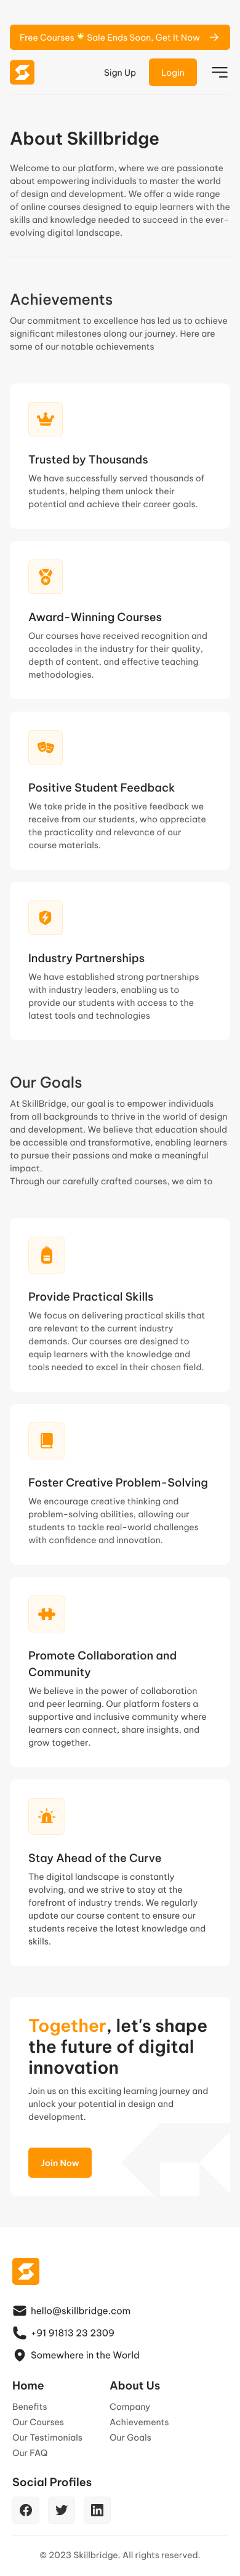 Free Courses Sale Ends Soon, Get It Now
Sign Up
Login
About Skillbridge
Welcome to our platform, where we are passionate
about empowering individuals to master the world
of design and development. We offer a wide range
of online courses designed to equip learners with the
skills and knowledge needed to succeed in the ever-
evolving digital landscape.
Achievements
Our commitment to excellence has led us to achieve
significant milestones along our journey. Here are
some of our notable achievements
Trusted by Thousands
We have successfully served thousands of
students, helping them unlock their
potential and achieve their career goals.
Award-Winning Courses
Our courses have received recognition and
accolades in the industry for their quality,
depth of content, and effective teaching
methodologies.
Positive Student Feedback
We take pride in the positive feedback we
receive from our students, who appreciate
the practicality and relevance of our
course materials.
Industry Partnerships
We have established strong partnerships
with industry leaders, enabling us to
provide our students with access to the
latest tools and technologies
Our Goals
At SkillBridge, our goal is to empower individuals
from all backgrounds to thrive in the world of design
and development. We believe that education should
be accessible and transformative, enabling learners
to pursue their passions and make a meaningful
impact.
Through our carefully crafted courses, we aim to
Provide Practical Skills
We focus on delivering practical skills that
are relevant to the current industry
demands. Our courses are designed to
equip learners with the knowledge and
tools needed to excel in their chosen field.
Foster Creative Problem-Solving
We encourage creative thinking and
problem-solving abilities, allowing our
students to tackle real-world challenges
with confidence and innovation.
Promote Collaboration and
Community
We believe in the power of collaboration
and peer learning. Our platform fosters a
supportive and inclusive community where
learners can connect, share insights, and
grow together.
Stay Ahead of the Curve
The digital landscape is constantly
evolving, and we strive to stay at the
forefront of industry trends. We regularly
update our course content to ensure our
students receive the latest knowledge and
skills.
Together, let's shape
the future of digital
innovation
Join us on this exciting learning journey and
unlock your potential in design and
development.
Join Now
hello@skillbridge.com
+91 91813 23 2309
Somewhere in the World
Home
Benefits
Our Courses
Our Testimonials
Our FAQ
About Us
Company
Achievements
Our Goals
Social Profiles
© 2023 Skillbridge. All rights reserved.